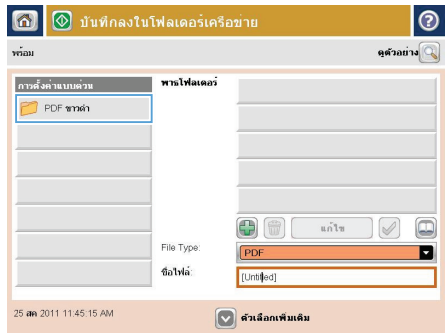 บันทึกลงในโฟลเดอร์เครือข่าย
พร้อม
ดูตัวอย่าง
การตั้งค่าแบบด่วน
พาธโฟลเดอร์
PDF ขาวดำ
แก้ไข
File Type:
PDF
ชื่อไฟล์:
[Untitled]
25 สค 2011 11:45:15 AM
ตัวเลือกเพิ่มเติม